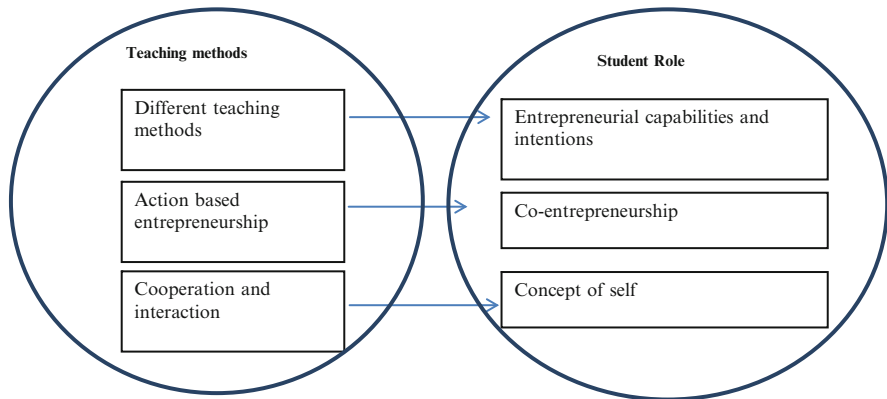 Teaching methods
Different teaching
methods
Action based
entrepreneurship
Cooperation and
interaction
Student Role
Entrepreneurial capabilities and
intentions
Co-entrepreneurship
Concept of self